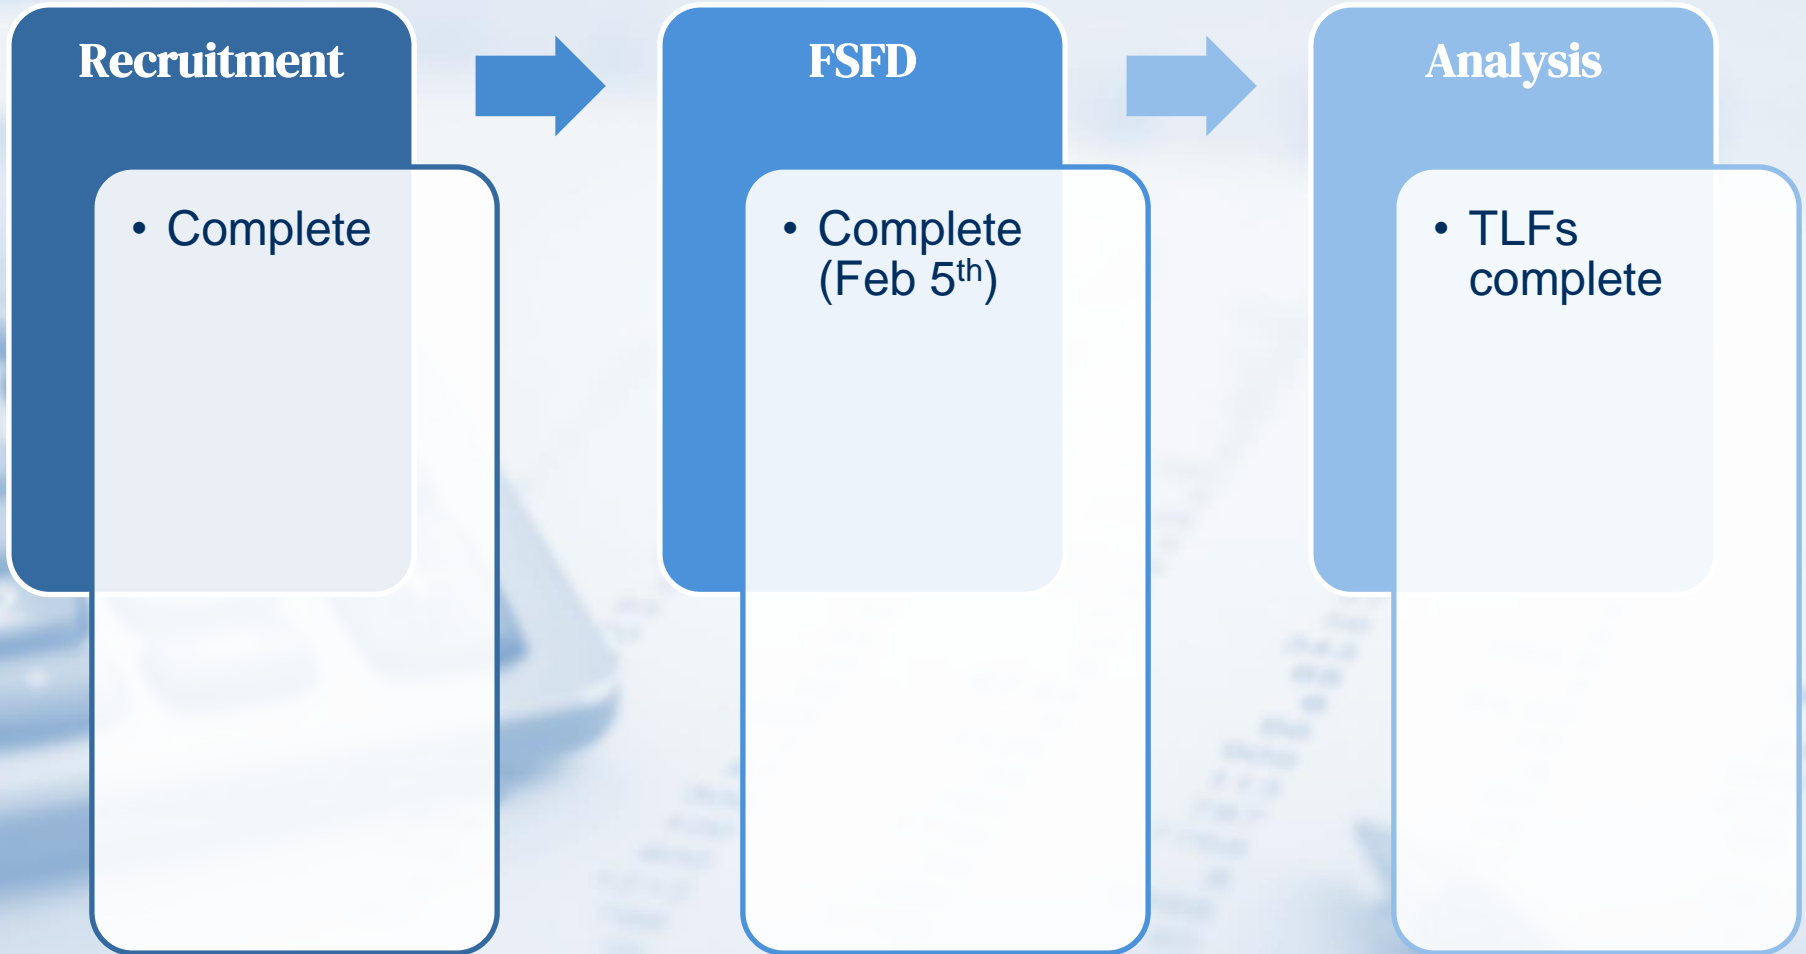 Recruitment
• Complete
FSFD
• Complete
(Feb 5th)
Analysis
• TLFs
complete